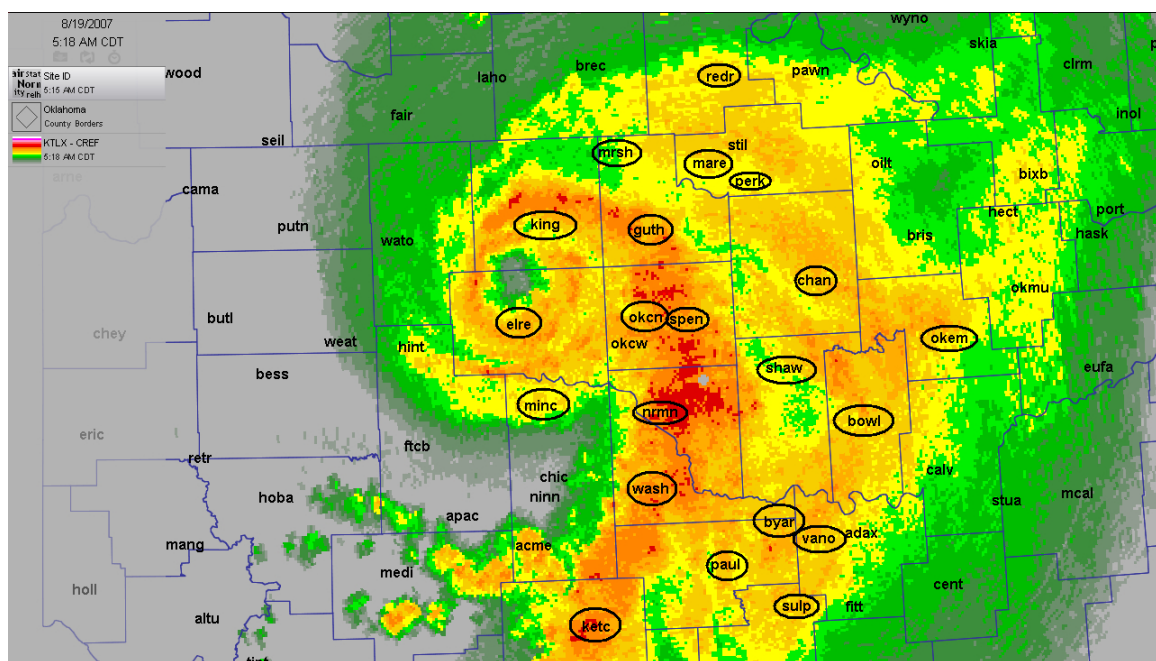 8/19/2007
5:18 AM CDT
Site ID
5:15 AM CDT
Oklahoma
County Borders
KTLX - CREF
5:18 AM CDT
wyno
skia
wood
laho
brec
redr
pawn
clrm
fair
inol
seil
mrsh
stil
mare
perk
oilt
bixb
cama
putn
wato
king
guth
bris
hect
port
hask
chan
okmu
butl
chey
weat
hint
elre
okcn
spen
okcw
okem
bess
shaw
eufa
minc
nrmn
bowl
eric
retr
ftcb
chic
ninn
hoba
wash
calv
stua
mcal
apac
byar
vano
adax
mang
acme
medi
paul
holl
altu
ketc
sulp
fitt
cent